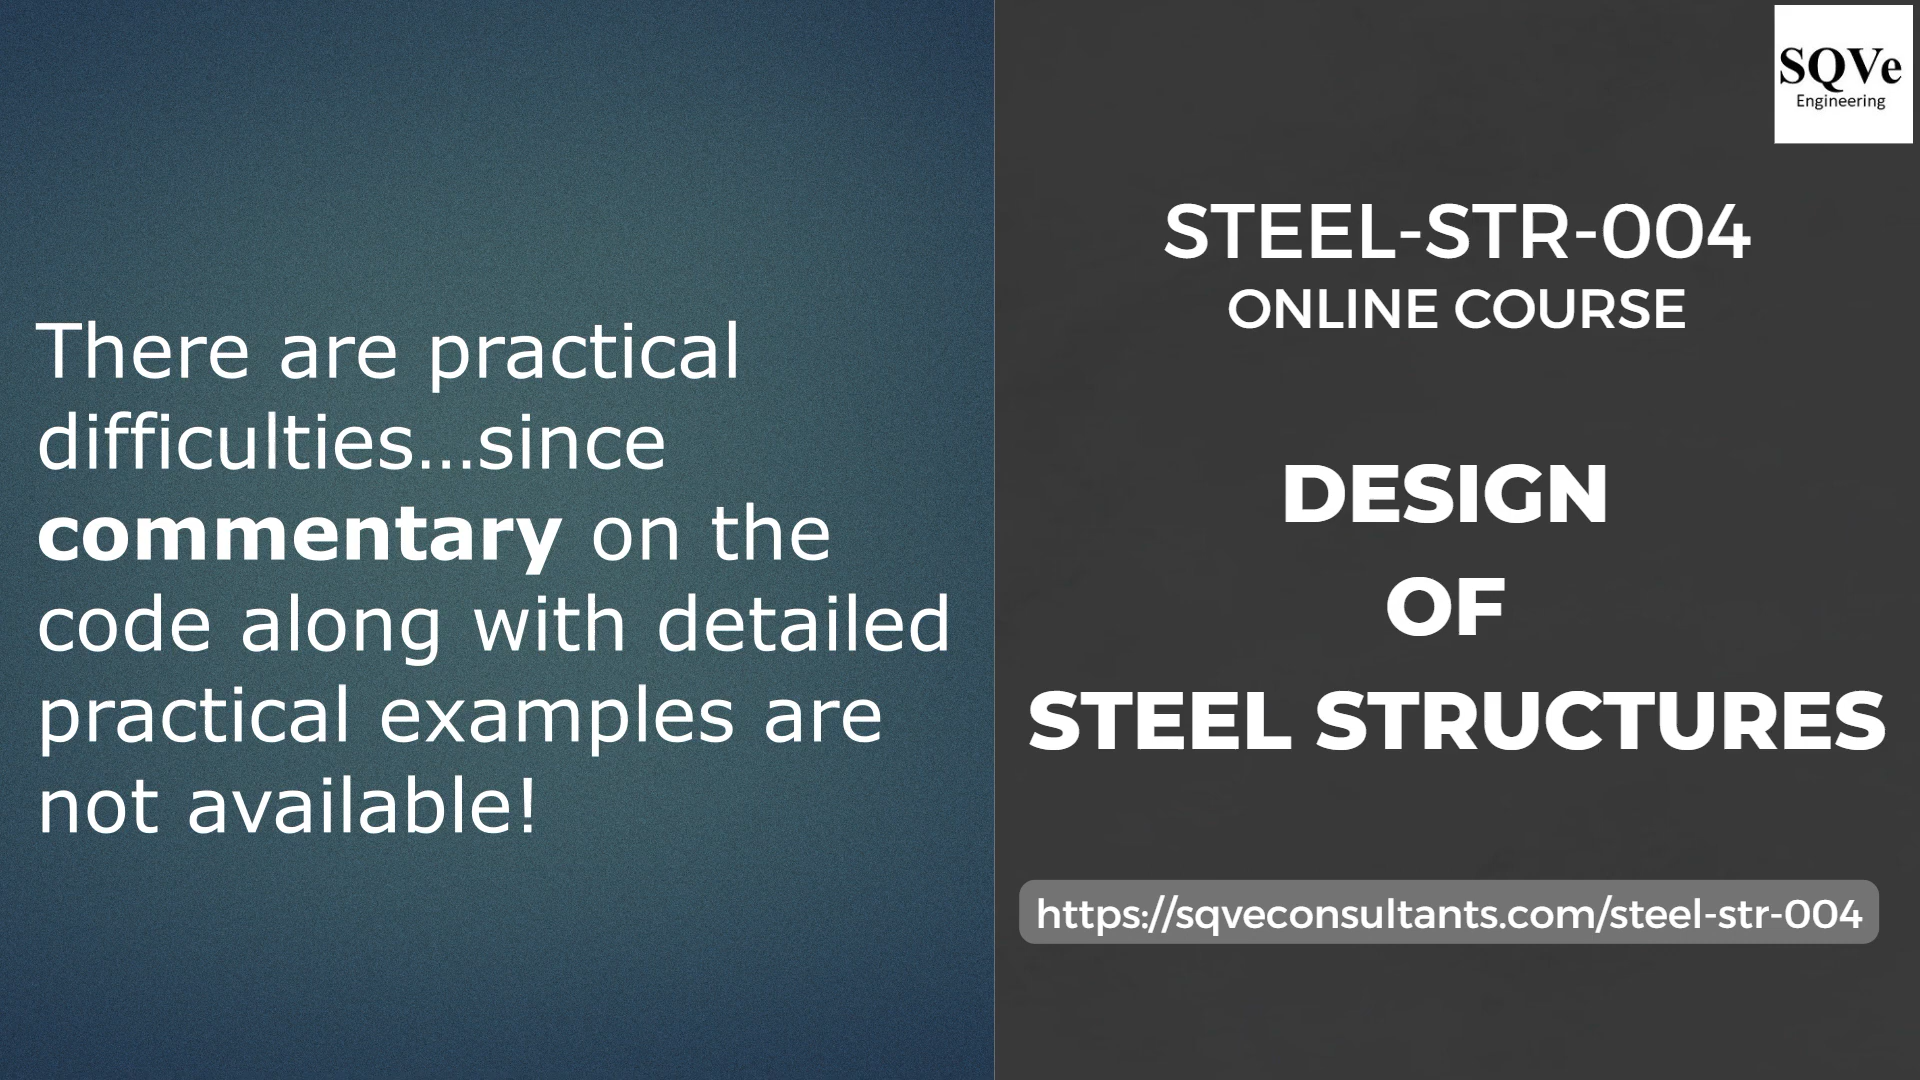 There are practical
difficulties...since
commentary on the
code along with detailed
practical examples are
not available!
SQVe
Engineering
STEEL-STR-004
ONLINE COURSE
DESIGN
OF
STEEL STRUCTURES
https://sqveconsultants.com/steel-str-004